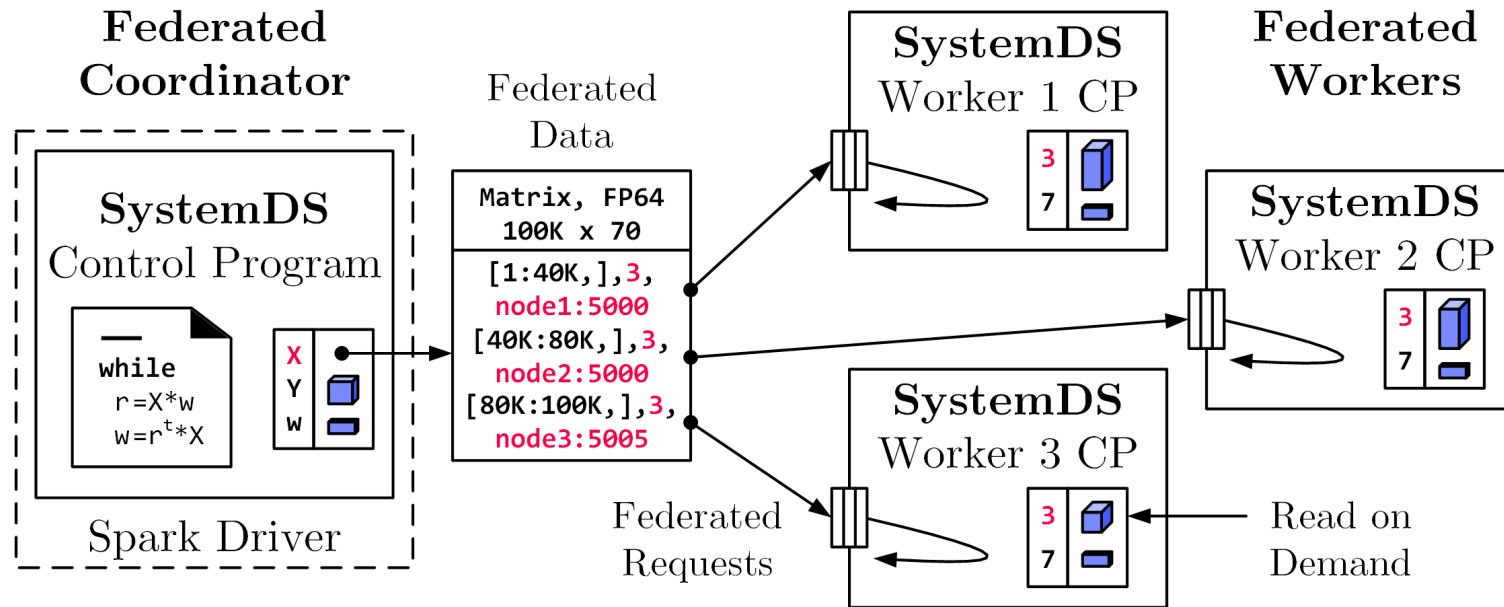 Federated
Coordinator
SystemDS
Control Program
while
r=X*w
w=rᵗ*X
X
Y
w
Spark Driver
Federated
Data
Matrix, FP64
100K x 70
[1:40K,],3,
node1:5000
[40K:80K,],3,
node2:5000
[80K:100K,],3,
node3:5005
Federated
Requests
SystemDS
Worker 1 CP
3
7
Federated
Workers
SystemDS
Worker 2 CP
3
7
SystemDS
Worker 3 CP
3
7
Read on
Demand